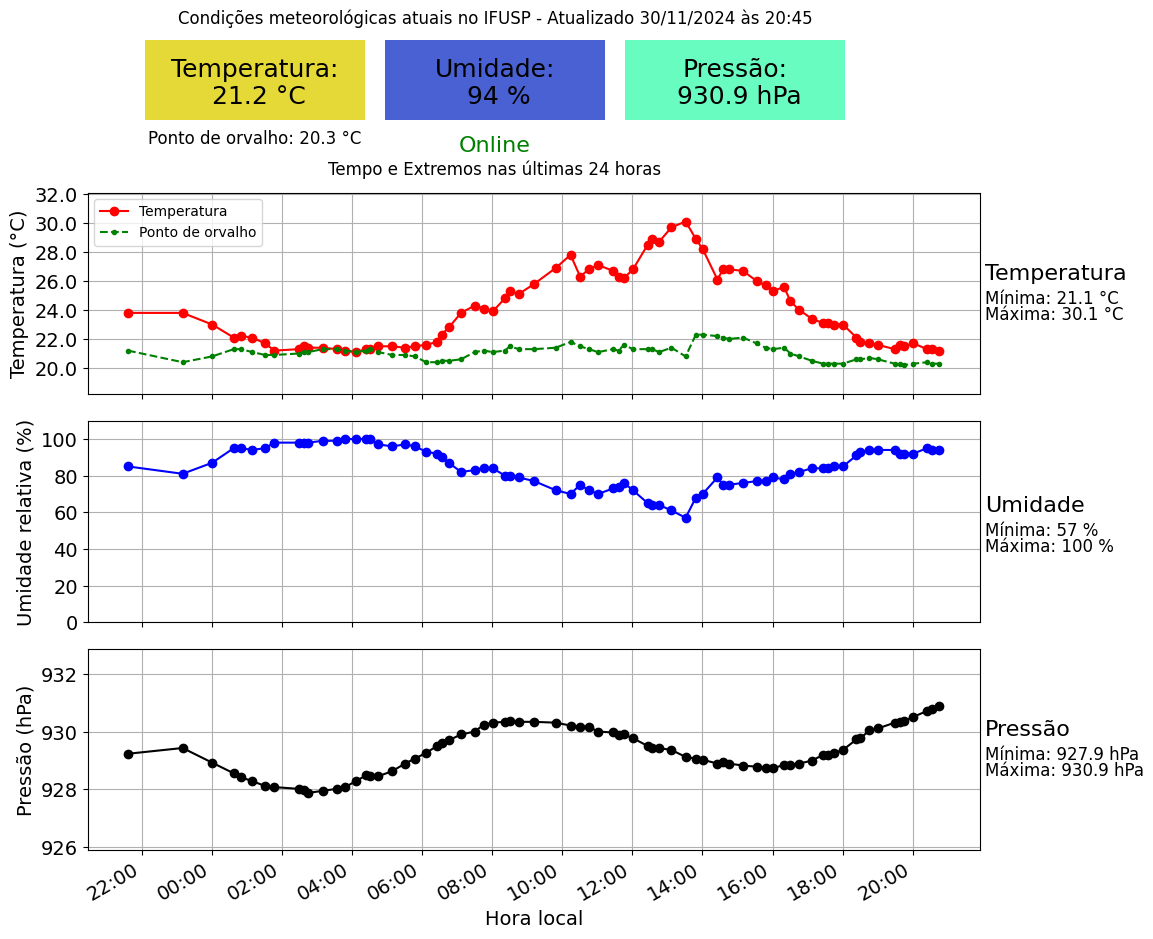 Condições meteorológicas atuais no IFUSP - Atualizado 30/11/2024 às 20:45
Temperatura:
21.2 °C
Umidade:
94 %
Pressão:
930.9 hPa
Ponto de orvalho: 20.3 °C
Online
Tempo e Extremos nas últimas 24 horas
Temperatura (°C)
32.0
30.0
28.0
26.0
24.0
22.0
20.0
Temperatura
Ponto de orvalho
Temperatura
Mínima: 21.1 °C
Máxima: 30.1 °C
Umidade relativa (%)
100
80
60
40
20
0
Umidade
Mínima: 57 %
Máxima: 100 %
Pressão (hPa)
932
930
928
926
Pressão
Mínima: 927.9 hPa
Máxima: 930.9 hPa
22:00 00:00 02:00 04:00 06:00 08:00 10:00 12:00 14:00 16:00 18:00 20:00
Hora local